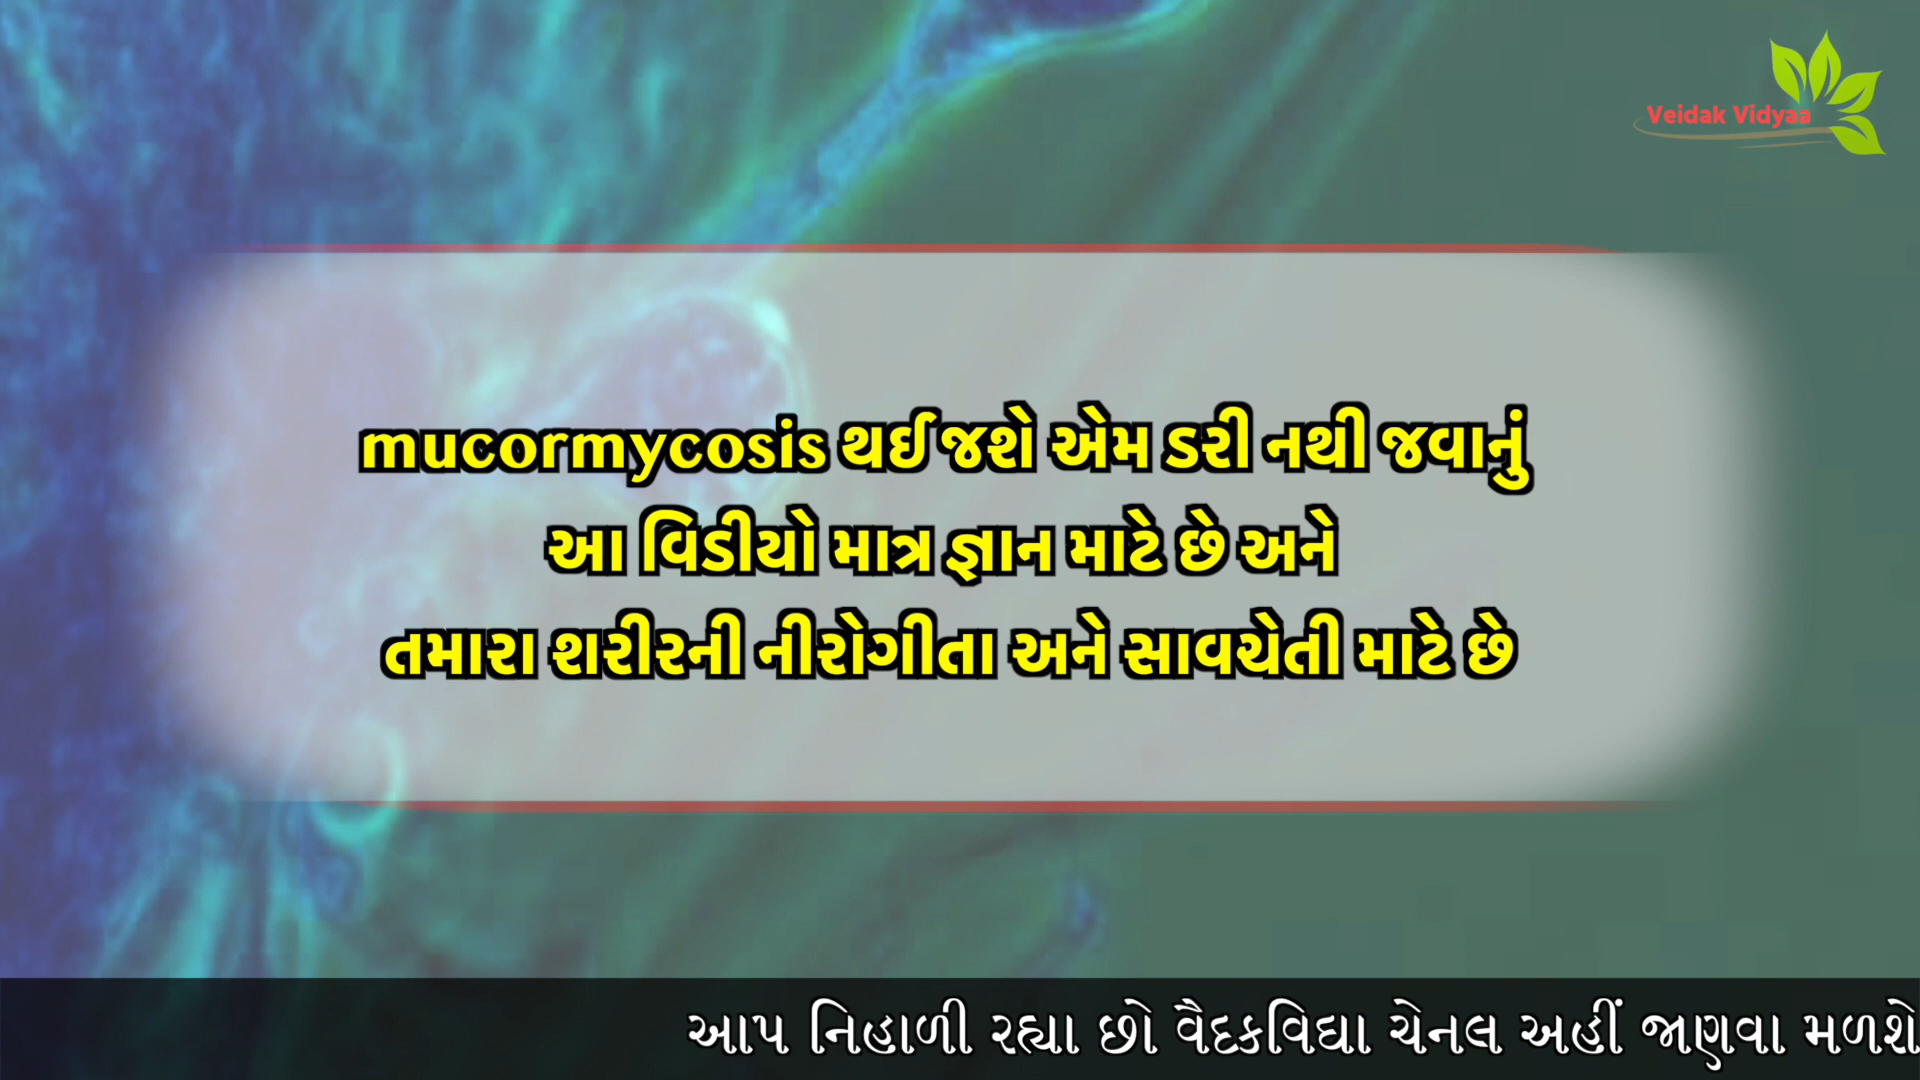 Veidak Vidyaa
mucormycosis થઈ જશે એમ ડરી નથી જવાનું
આ વિડીયો માત્ર જ્ઞાન માટે છે અને
તમારા શરીરની નીરોગીતા અને સાવચેતી માટે છે
આપ નિહાળી રહ્યા છો વૈદકવિદ્યા ચેનલ અહીં જાણવા મળશે